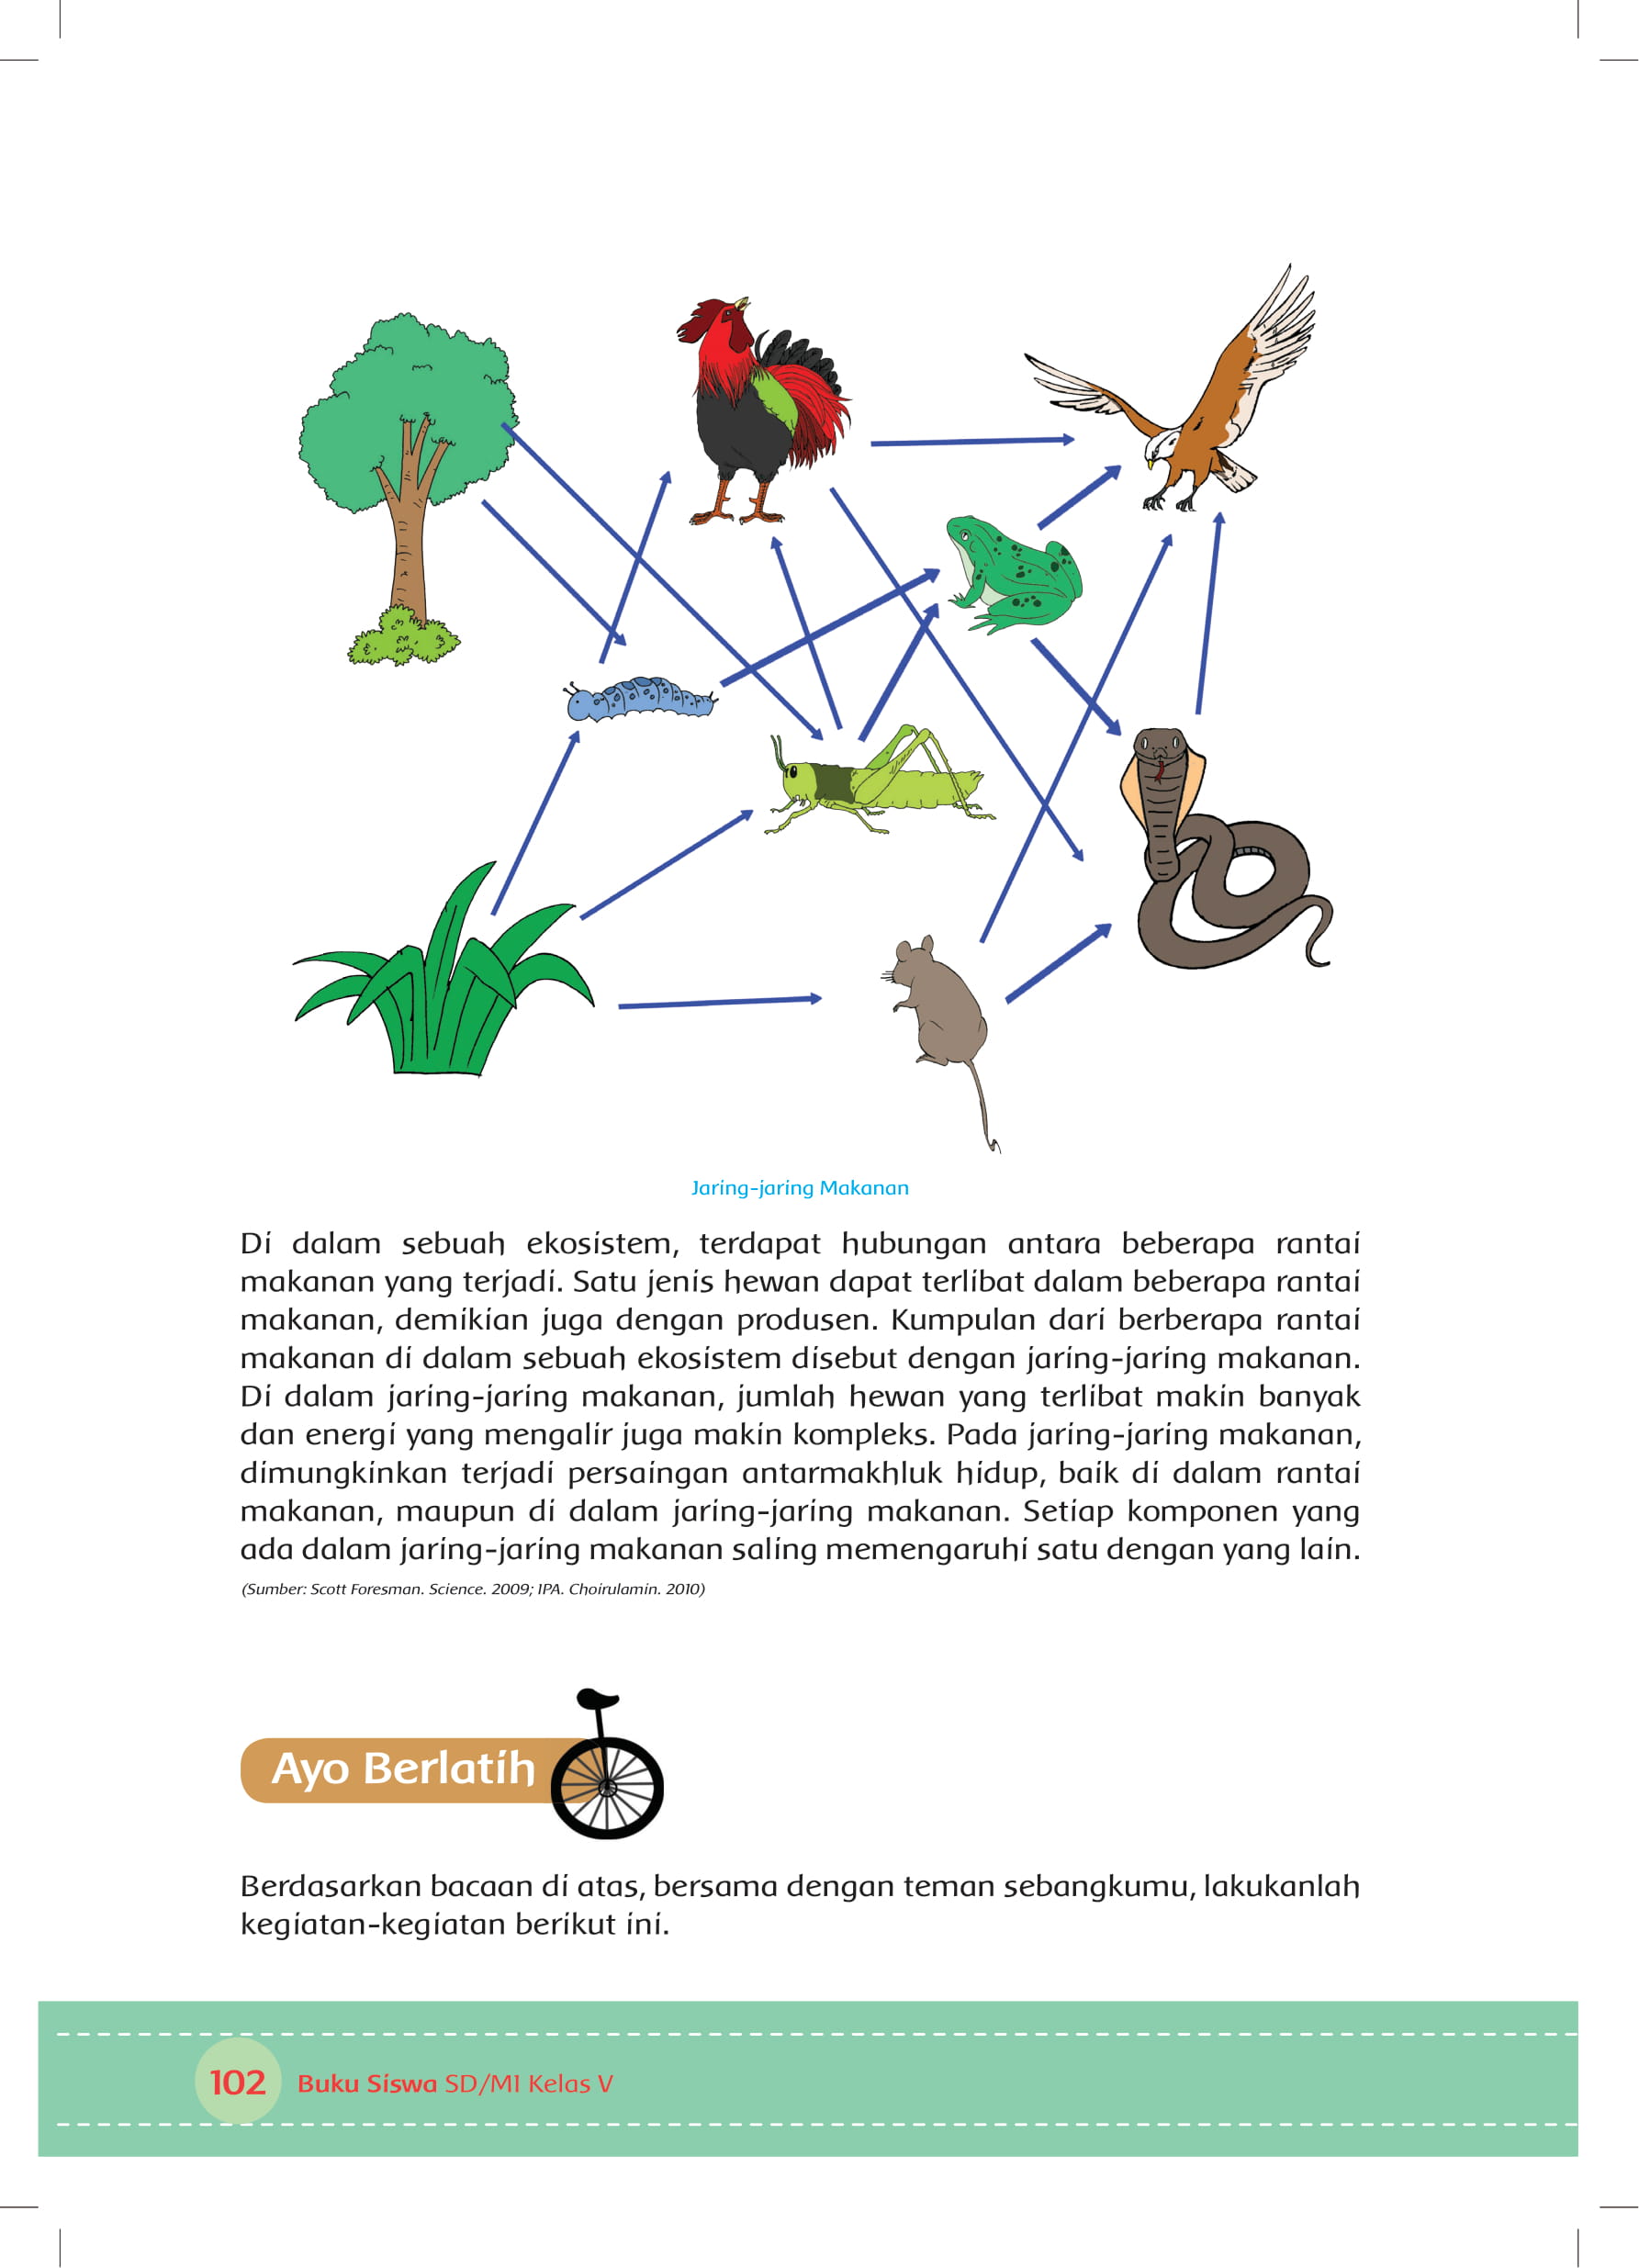 Jaring-jaring Makanan
Di dalam sebuah ekosistem, terdapat hubungan antara beberapa rantai
makanan yang terjadi. Satu jenis hewan dapat terlibat dalam beberapa rantai
makanan, demikian juga dengan produsen. Kumpulan dari berberapa rantai
makanan di dalam sebuah ekosistem disebut dengan jaring-jaring makanan.
Di dalam jaring-jaring makanan, jumlah hewan yang terlibat makin banyak
dan energi yang mengalir juga makin kompleks. Pada jaring-jaring makanan,
dimungkinkan terjadi persaingan antarmakhluk hidup, baik di dalam rantai
makanan, maupun di dalam jaring-jaring makanan. Setiap komponen yang
ada dalam jaring-jaring makanan saling memengaruhi satu dengan yang lain.
(Sumber: Scott Foresman. Science. 2009; IPA. Choirulamin. 2010)
Ayo Berlatih
Berdasarkan bacaan di atas, bersama dengan teman sebangkumu, lakukanlah
kegiatan-kegiatan berikut ini.
102 Buku Siswa SD/MI Kelas V